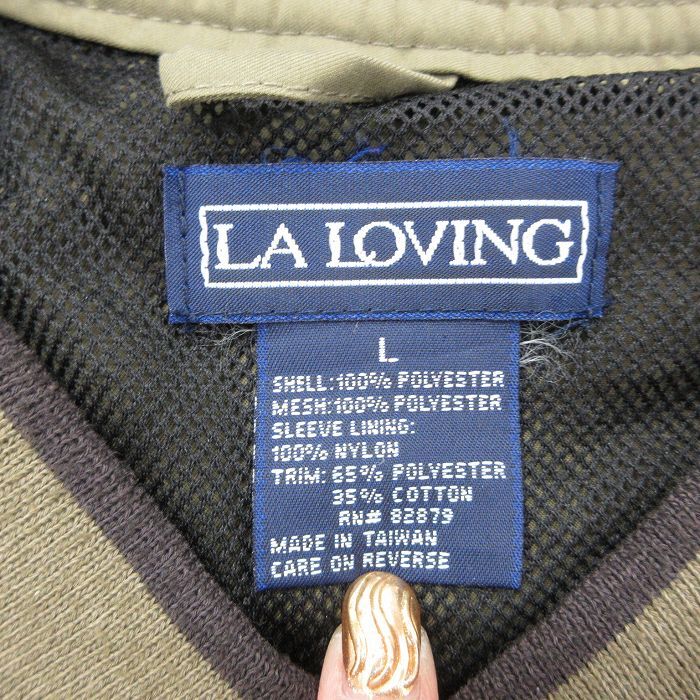 LA LOVING
L
SHELL:100% POLYESTER
MESH:100% POLYESTER
SLEEVE LINING:
100% NYLON
TRIM: 65% POLYESTER
35% COTTON
RN# 82879
MADE IN TAIWAN
CARE ON REVERSE